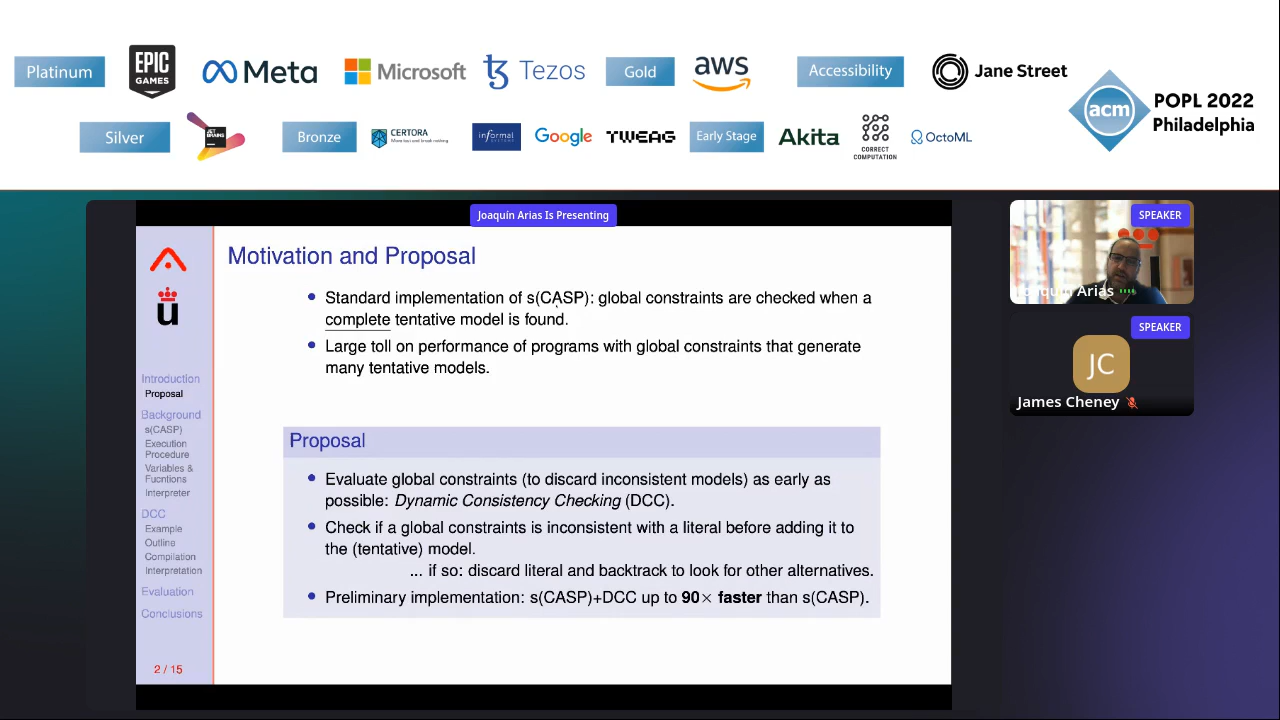 Platinum
EPIC
GAMES
Meta
Microsoft
Tezos
Gold
aws
Accessibility
Jane Street
acm
POPL 2022
Philadelphia
Silver
JET
BRAINS
Bronze
CERTORA
informal
SYSTEMS
Google
TWEAG
Early Stage
Akita
CORRECT
COMPUTATION
OctoML
Joaquín Arias Is Presenting
Motivation and Proposal
Standard implementation of s(CASP): global constraints are checked when a
complete tentative model is found.
Large toll on performance of programs with global constraints that generate
many tentative models.
Proposal
Evaluate global constraints (to discard inconsistent models) as early as
possible: Dynamic Consistency Checking (DCC).
Check if a global constraints is inconsistent with a literal before adding it to
the (tentative) model.
... if so: discard literal and backtrack to look for other alternatives.
Preliminary implementation: s(CASP)+DCC up to 90× faster than s(CASP).
ü
Introduction
Proposal
Background
s(CASP)
Execution
Procedure
Variables &
Fucntions
Interpreter
DCC
Example
Outline
Compilation
Interpretation
Evaluation
Conclusions
2 / 15
SPEAKER
Arias
SPEAKER
JC
James Cheney